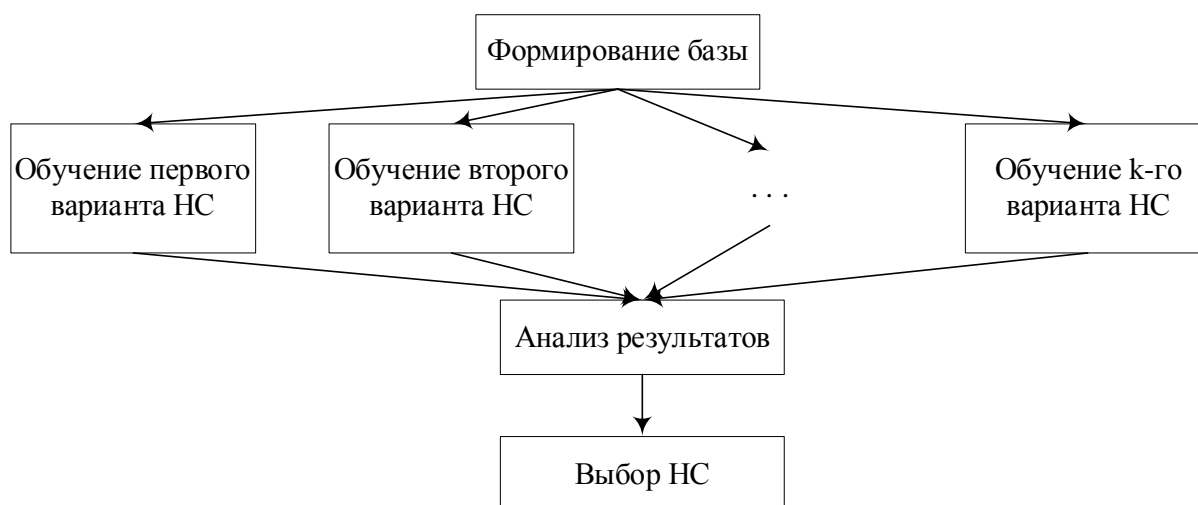 Формирование базы
Обучение первого
варианта НС
Обучение второго
варианта НС
. . .
Обучение k-го
варианта НС
Анализ результатов
Выбор НС